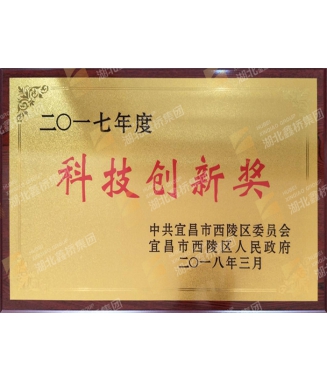 二〇一七年度
科技创新奖
中共宜昌市西陵区委员会
宜昌市西陵区人民政府
二〇一八年三月